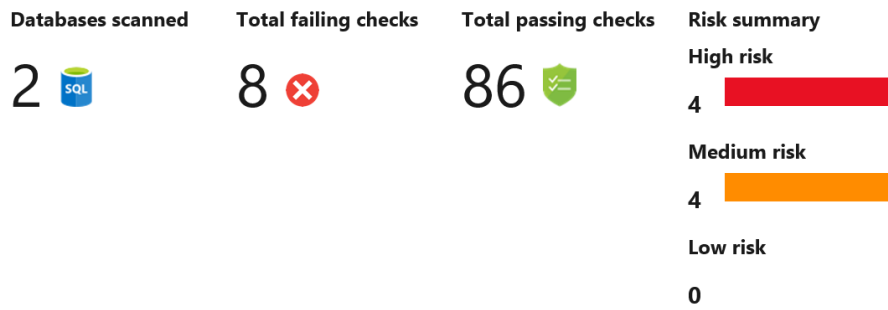 Databases scanned
2 SQL
Total failing checks
8
Total passing checks
86
Risk summary
High risk
4
Medium risk
4
Low risk
0